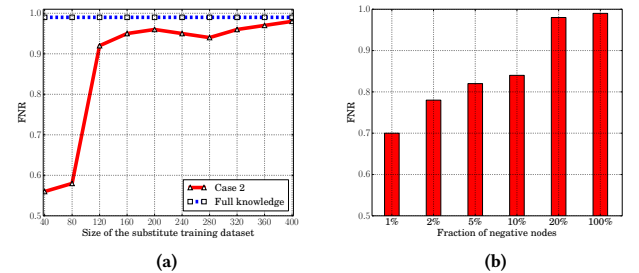 1.0
0.9
0.8
0.7
0.6
0.5
FNR
40 80 120 160 200 240 280 320 360 400
Size of the substitute training dataset
Case 2
Full knowledge
(a)
1.0
0.9
0.8
0.7
0.6
0.5
FNR
1% 2% 5% 10% 20% 100%
Fraction of negative nodes
(b)